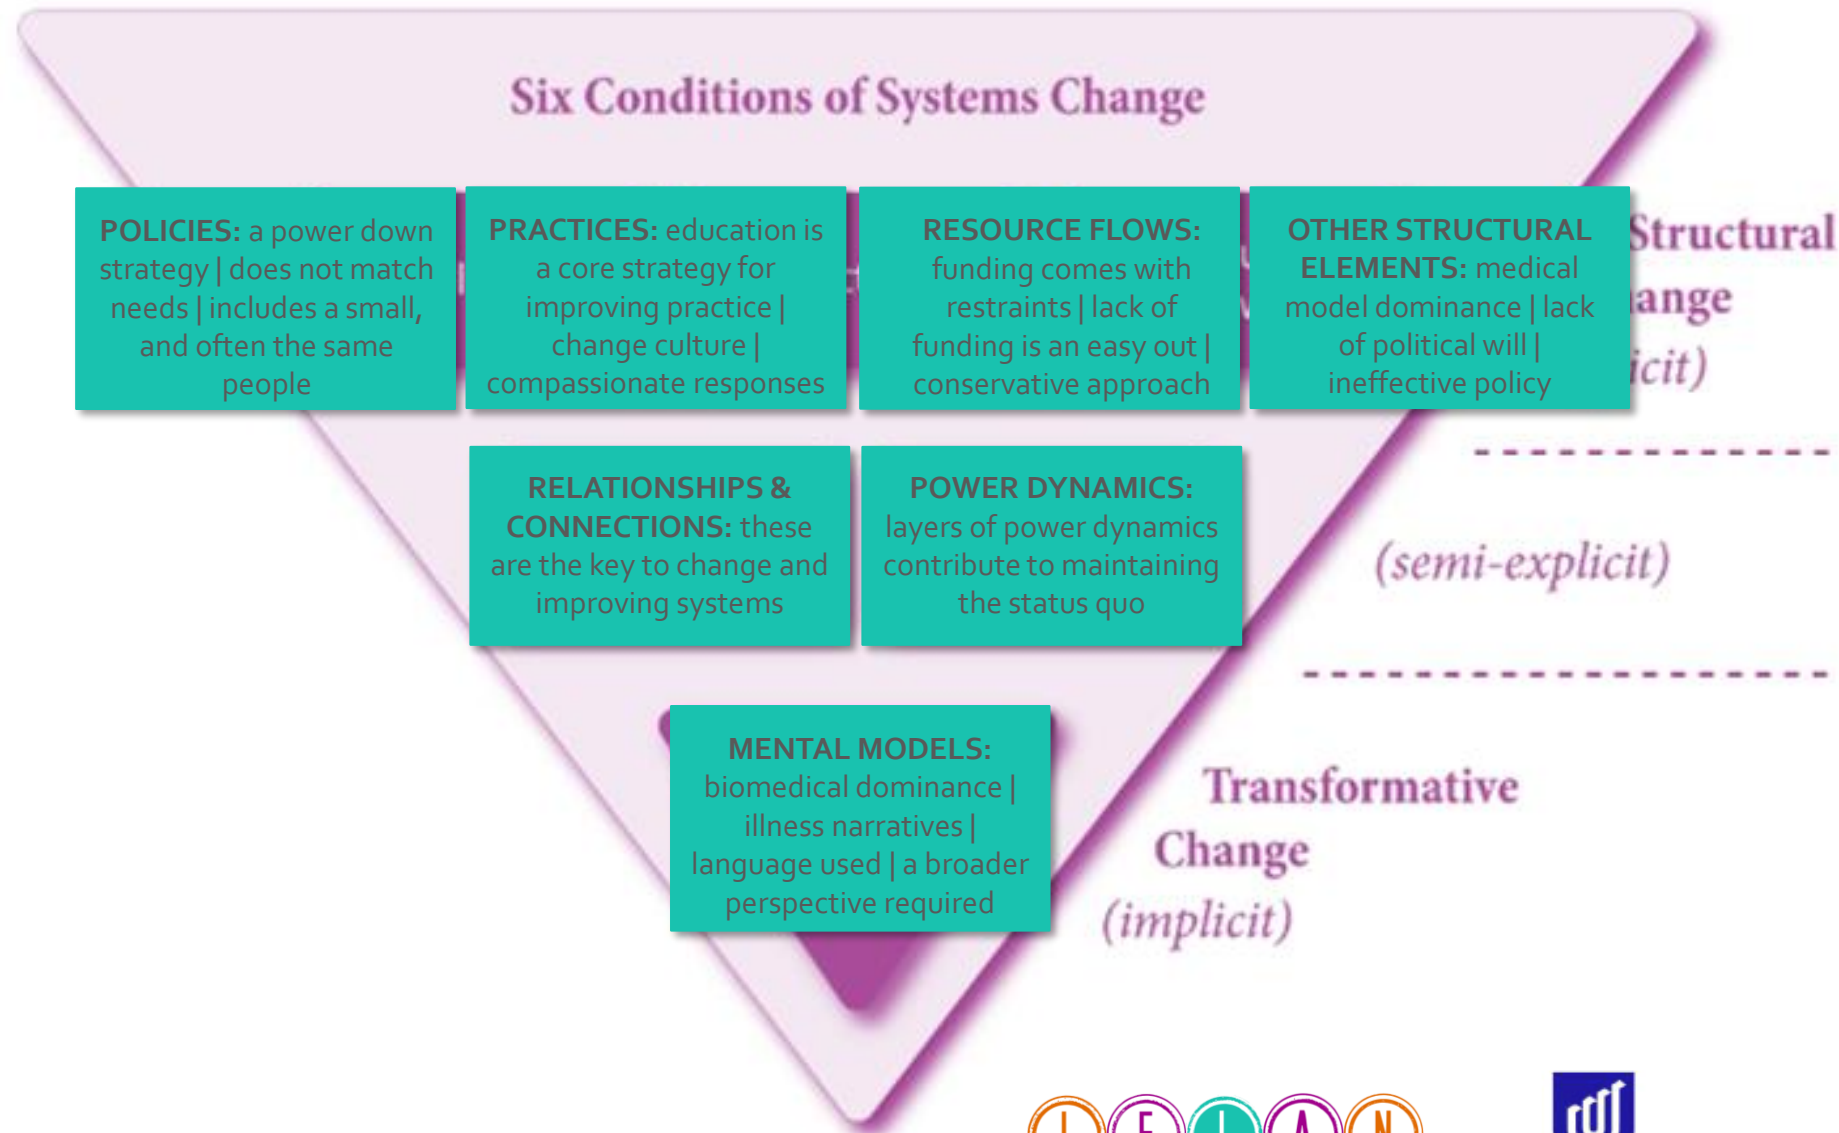 Six Conditions of Systems Change
POLICIES: a power down
strategy | does not match
needs | includes a small,
and often the same
people
PRACTICES: education is
a core strategy for
improving practice |
change culture |
compassionate responses
RESOURCE FLOWS:
funding comes with
restraints | lack of
funding is an easy out |
conservative approach
OTHER STRUCTURAL
ELEMENTS: medical
model dominance | lack
of political will |
ineffective policy
Structural
ange
icit)
RELATIONSHIPS &
CONNECTIONS: these
are the key to change and
improving systems
POWER DYNAMICS:
layers of power dynamics
contribute to maintaining
the status quo
(semi-explicit)
MENTAL MODELS:
biomedical dominance |
illness narratives |
language used | a broader
perspective required
Transformative
Change
(implicit)